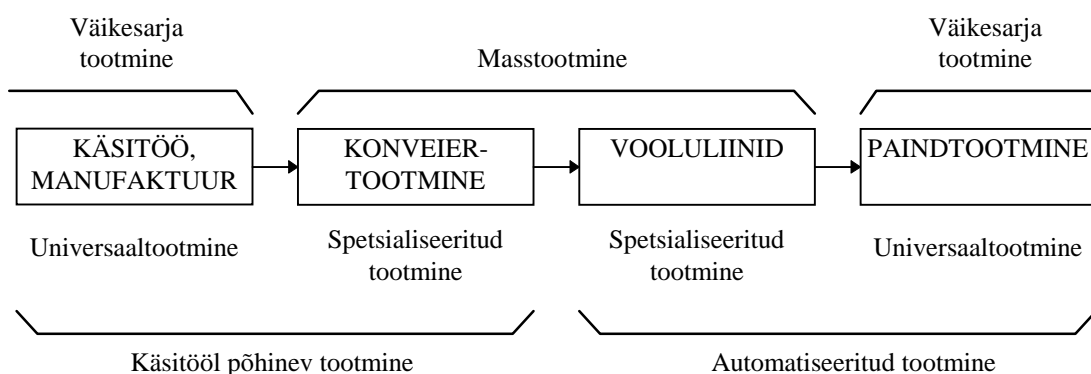 Väikesarja
tootmine
Masstootmine
Väikesarja
tootmine
KÄSITÖÖ,
MANUFAKTUUR
KONVEIER-
TOOTMINE
VOOLULIINID
PAINDTOOTMINE
Universaaltootmine
Spetsialiseeritud
tootmine
Spetsialiseeritud
tootmine
Universaaltootmine
Käsitööl põhinev tootmine
Automatiseeritud tootmine